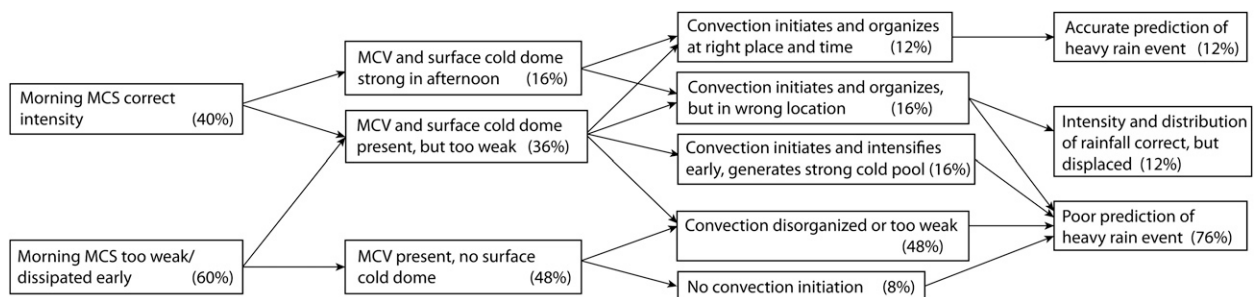 Morning MCS correct
intensity (40%)
Morning MCS too weak/
dissipated early (60%)
MCV and surface cold dome
strong in afternoon (16%)
MCV and surface cold dome
present, but too weak (36%)
MCV present, no surface
cold dome (48%)
Convection initiates and organizes
at right place and time (12%)
Convection initiates and organizes,
but in wrong location (16%)
Convection initiates and intensifies
early, generates strong cold pool (16%)
Convection disorganized or too weak
(48%)
No convection initiation (8%)
Accurate prediction of
heavy rain event (12%)
Intensity and distribution
of rainfall correct, but
displaced (12%)
Poor prediction of
heavy rain event (76%)